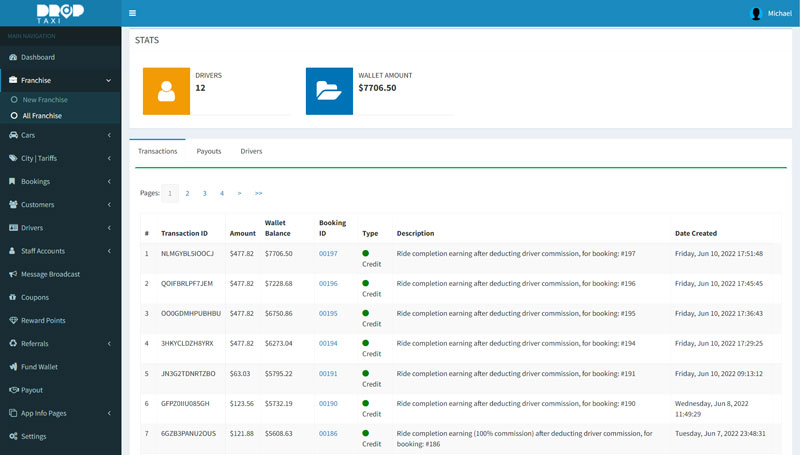 DROP
TAXI
Michael
MAIN NAVIGATION
Dashboard
Franchise
New Franchise
All Franchise
Cars
City | Tariffs
Bookings
Customers
Drivers
Staff Accounts
Message Broadcast
Coupons
Reward Points
Referrals
Fund Wallet
Payout
App Info Pages
Settings
STATS
DRIVERS
12
WALLET AMOUNT
$7706.50
Transactions Payouts Drivers
Pages: 1 2 3 4 > >>
# Transaction ID Amount Wallet Balance Booking ID Type Description Date Created
1 NLMGYBL5IOOCJ $477.82 $7706.50 00197 Credit Ride completion earning after deducting driver commission, for booking: #197 Friday, Jun 10, 2022 17:51:48
2 QOIFBRLPF7JEM $477.82 $7228.68 00196 Credit Ride completion earning after deducting driver commission, for booking: #196 Friday, Jun 10, 2022 17:45:45
3 OO0GDMHPUBHBU $477.82 $6750.86 00195 Credit Ride completion earning after deducting driver commission, for booking: #195 Friday, Jun 10, 2022 17:36:43
4 3HKYCLDZH8YRX $477.82 $6273.04 00194 Credit Ride completion earning after deducting driver commission, for booking: #194 Friday, Jun 10, 2022 17:29:25
5 JN3G2TDNRTZBO $63.03 $5795.22 00191 Credit Ride completion earning after deducting driver commission, for booking: #191 Friday, Jun 10, 2022 09:13:12
6 GFPZ0IIU085GH $123.56 $5732.19 00190 Credit Ride completion earning after deducting driver commission, for booking: #190 Wednesday, Jun 8, 2022 11:49:29
7 6GZB3PANU2OUS $121.88 $5608.63 00186 Credit Ride completion earning (100% commission) after deducting driver commission, for booking: #186 Tuesday, Jun 7, 2022 23:48:31